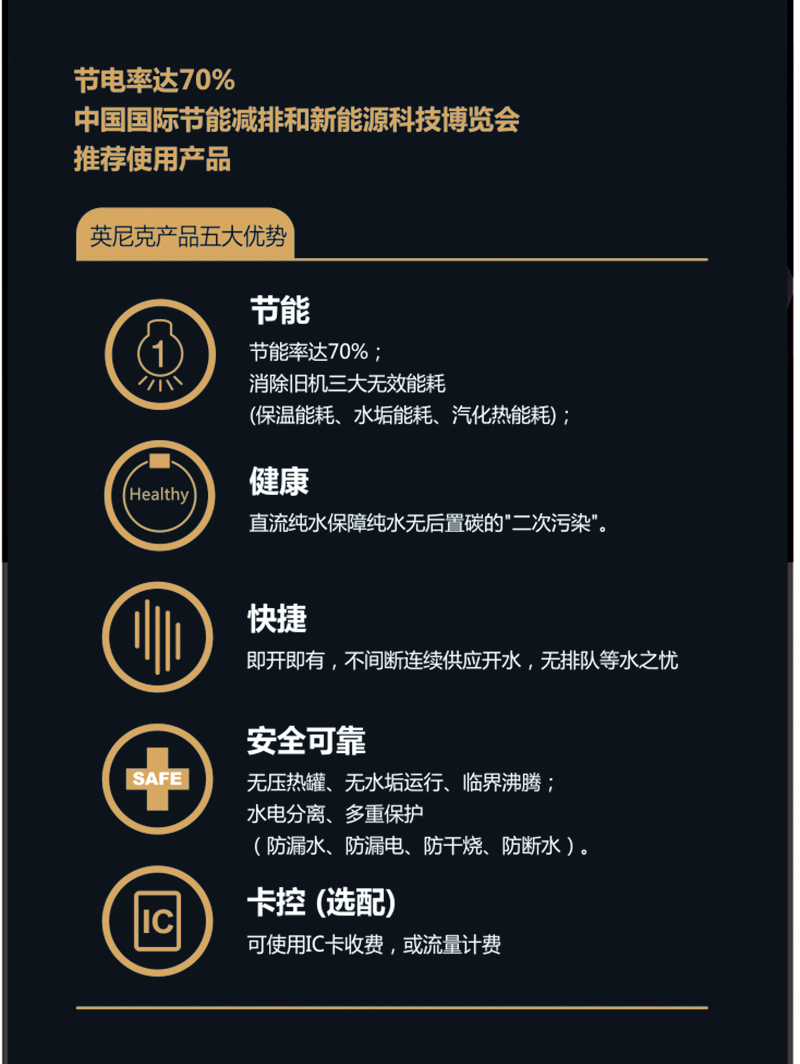 节电率达70%
中国国际节能减排和新能源科技博览会
推荐使用产品
英尼克产品五大优势
1
节能
节能率达70%；
消除旧机三大无效能耗
(保温能耗、水垢能耗、汽化热能耗)；
Healthy
健康
直流纯水保障纯水无后置碳的"二次污染"。
快捷
即开即有，不间断连续供应开水，无排队等水之忧
SAFE
安全可靠
无压热罐、无水垢运行、临界沸腾；
水电分离、多重保护
（防漏水、防漏电、防干烧、防断水）。
IC
卡控 (选配)
可使用IC卡收费，或流量计费